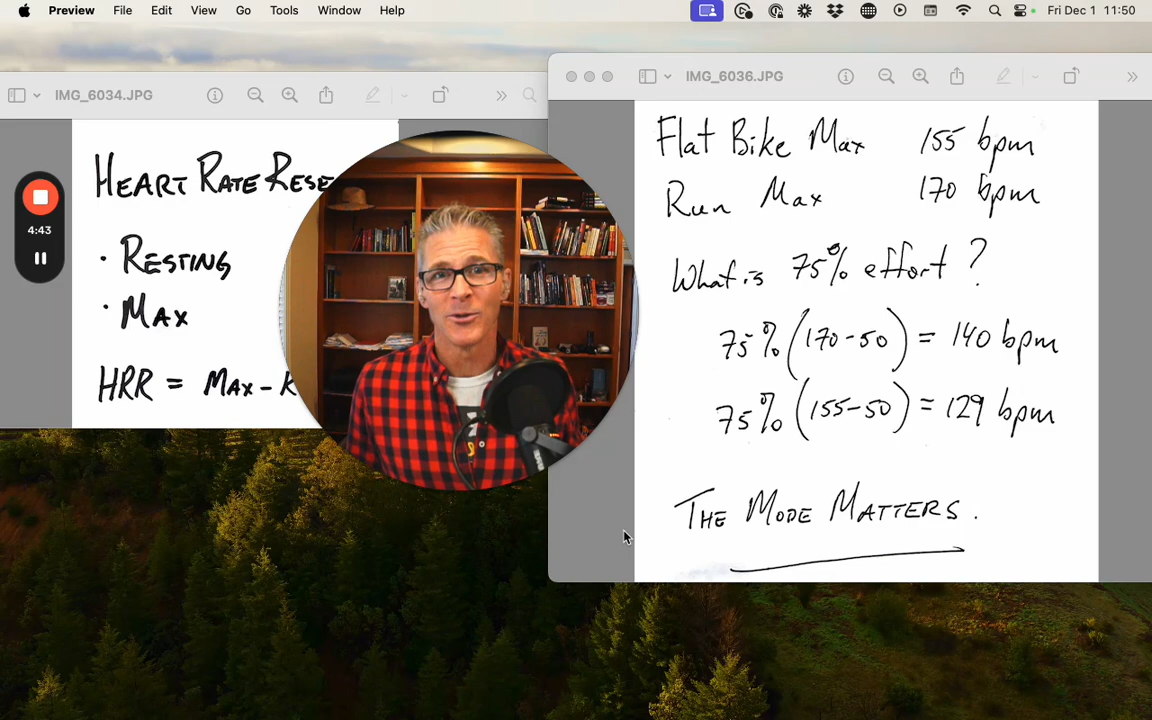 Preview File Edit View Go Tools Window Help Fri Dec 1 11:50
IMG_6034.JPG
HEART RATE RESE
· RESTING
· MAX
HRR = MAX -
4:43
IMG_6036.JPG
Flat Bike Max 155 bpm
Run Max 170 bpm
What is 75% effort ?
75% (170-50) = 140 bpm
75% (155-50) = 129 bpm
THE MODE MATTERS.